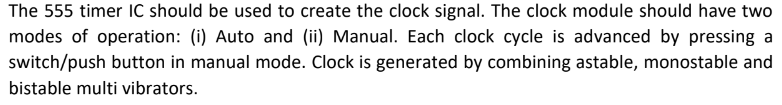 The 555 timer IC should be used to create the clock signal. The clock module should have two
modes of operation: (i) Auto and (ii) Manual. Each clock cycle is advanced by pressing a
switch/push button in manual mode. Clock is generated by combining astable, monostable and
bistable multi vibrators.